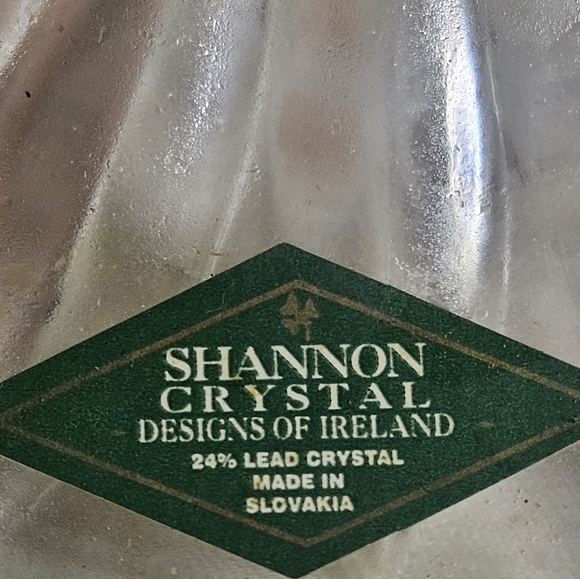 SHANNON
CRYSTAL
DESIGNS OF IRELAND
24% LEAD CRYSTAL
MADE IN
SLOVAKIA